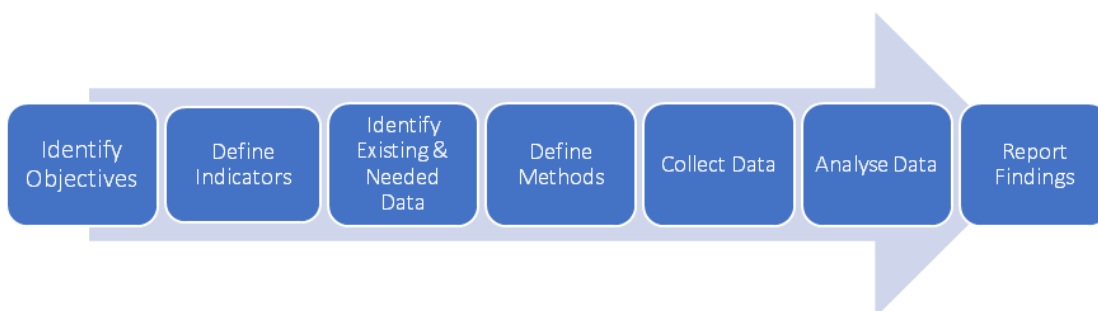 Identify
Objectives
Define
Indicators
Identify
Existing &
Needed
Data
Define
Methods
Collect Data
Analyse Data
Report
Findings